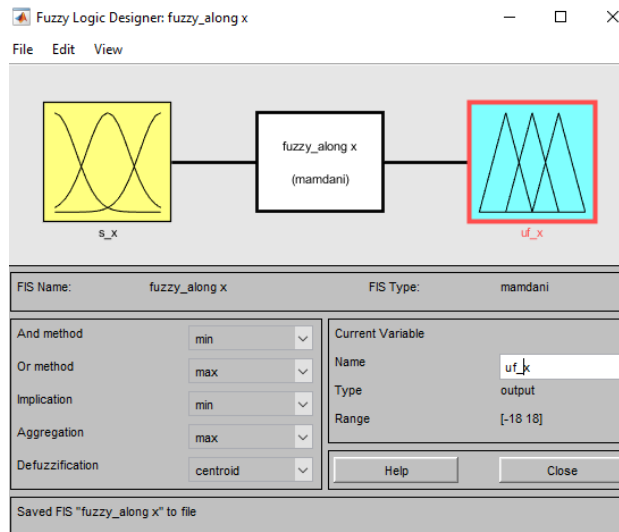 Fuzzy Logic Designer: fuzzy_along x
File Edit View
fuzzy_along x
(mamdani)
s_x
uf_x
FIS Name: fuzzy_along x FIS Type: mamdani
And method min
Or method max
Implication min
Aggregation max
Defuzzification centroid
Current Variable
Name uf_x
Type output
Range [-18 18]
Help Close
Saved FIS "fuzzy_along x" to file